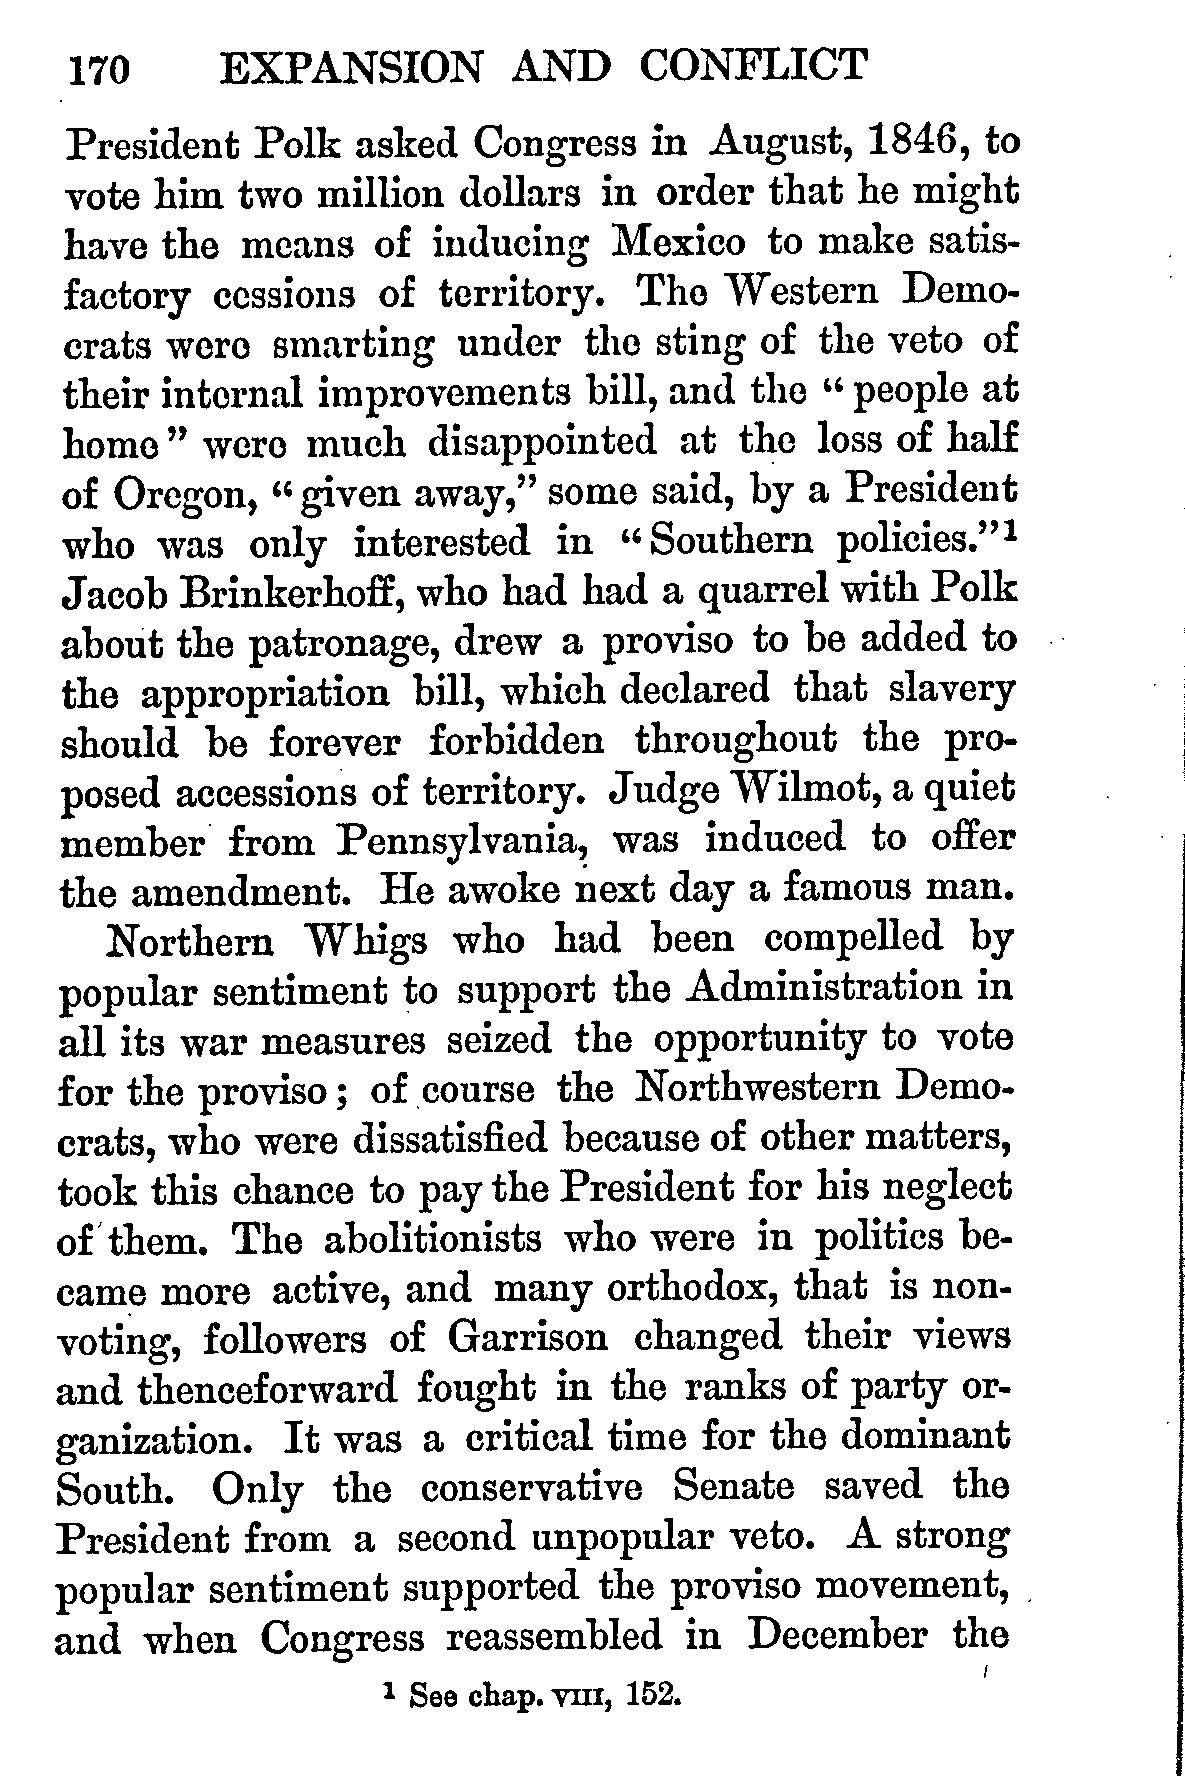 170 EXPANSION AND CONFLICT
President Polk asked Congress in August, 1846, to
vote him two million dollars in order that he might
have the means of inducing Mexico to make satis-
factory cessions of territory. The Western Demo-
crats were smarting under the sting of the veto of
their internal improvements bill, and the “people at
home” were much disappointed at the loss of half
of Oregon, “given away,” some said, by a President
who was only interested in “Southern policies.”¹
Jacob Brinkerhoff, who had had a quarrel with Polk
about the patronage, drew a proviso to be added to
the appropriation bill, which declared that slavery
should be forever forbidden throughout the pro-
posed accessions of territory. Judge Wilmot, a quiet
member from Pennsylvania, was induced to offer
the amendment. He awoke next day a famous man.
Northern Whigs who had been compelled by
popular sentiment to support the Administration in
all its war measures seized the opportunity to vote
for the proviso; of course the Northwestern Demo-
crats, who were dissatisfied because of other matters,
took this chance to pay the President for his neglect
of them. The abolitionists who were in politics be-
came more active, and many orthodox, that is non-
voting, followers of Garrison changed their views
and thenceforward fought in the ranks of party or-
ganization. It was a critical time for the dominant
South. Only the conservative Senate saved the
President from a second unpopular veto. A strong
popular sentiment supported the proviso movement,
and when Congress reassembled in December the
¹ See chap. VIII, 152.